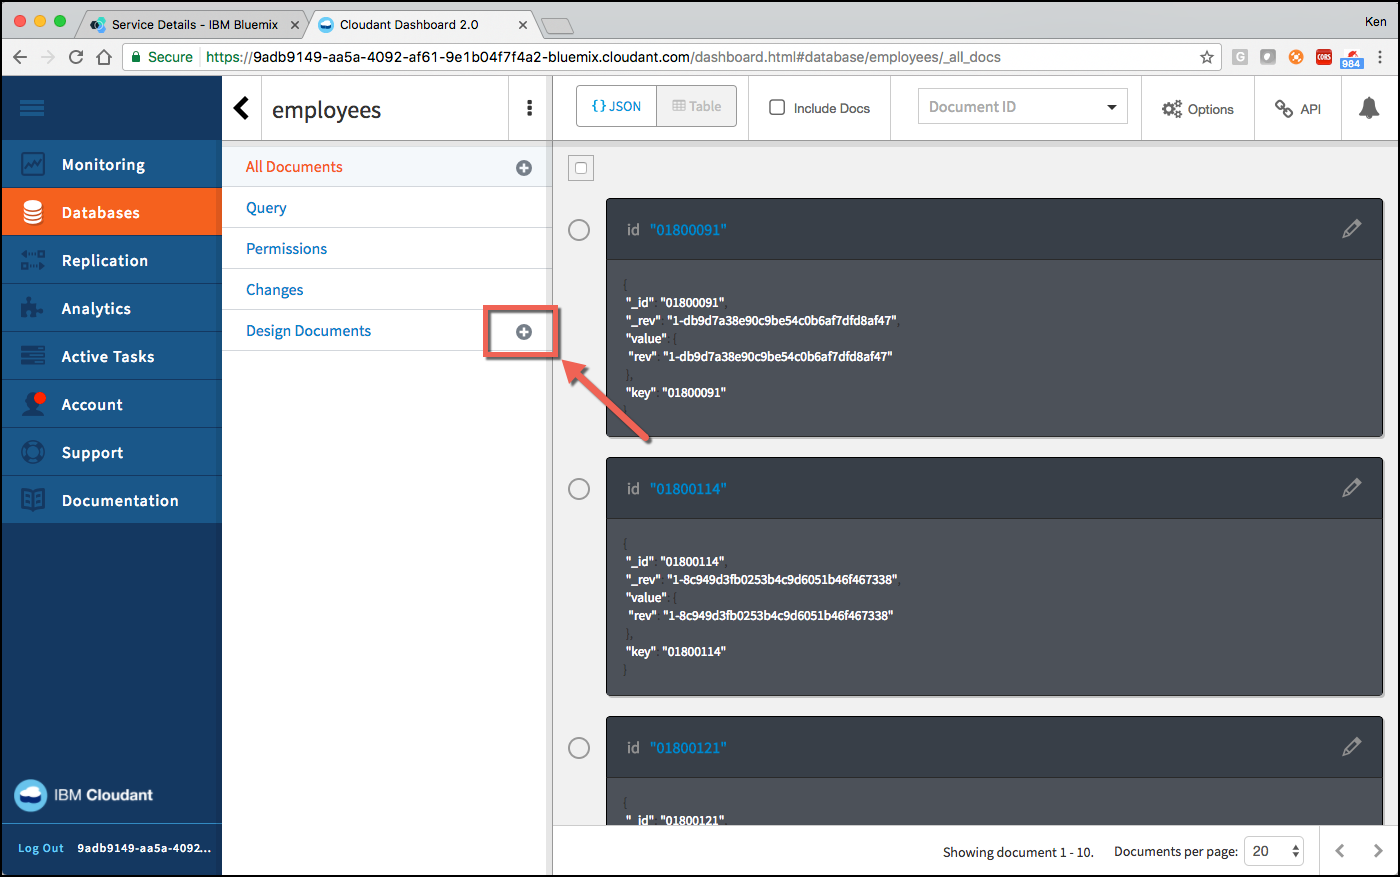 Service Details - IBM Bluemix
Cloudant Dashboard 2.0
Ken
Secure
https://9adb9149-aa5a-4092-af61-9e1b04f7f4a2-bluemix.cloudant.com/dashboard.html#database/employees/_all_docs
G
CORS
984
employees
{} JSON
Table
Include Docs
Document ID
Options
API
Monitoring
Databases
Replication
Analytics
Active Tasks
Account
Support
Documentation
IBM Cloudant
Log Out 9adb9149-aa5a-4092...
All Documents
Query
Permissions
Changes
Design Documents
id "01800091"
{
"_id": "01800091",
"_rev": "1-db9d7a38e90c9be54c0b6af7dfd8af47",
"value": {
"rev": "1-db9d7a38e90c9be54c0b6af7dfd8af47"
},
"key": "01800091"
}
id "01800114"
{
"_id": "01800114",
"_rev": "1-8c949d3fb0253b4c9d6051b46f467338",
"value": {
"rev": "1-8c949d3fb0253b4c9d6051b46f467338"
},
"key": "01800114"
}
id "01800121"
{
"_id": "01800121",
Showing document 1 - 10.
Documents per page: 20